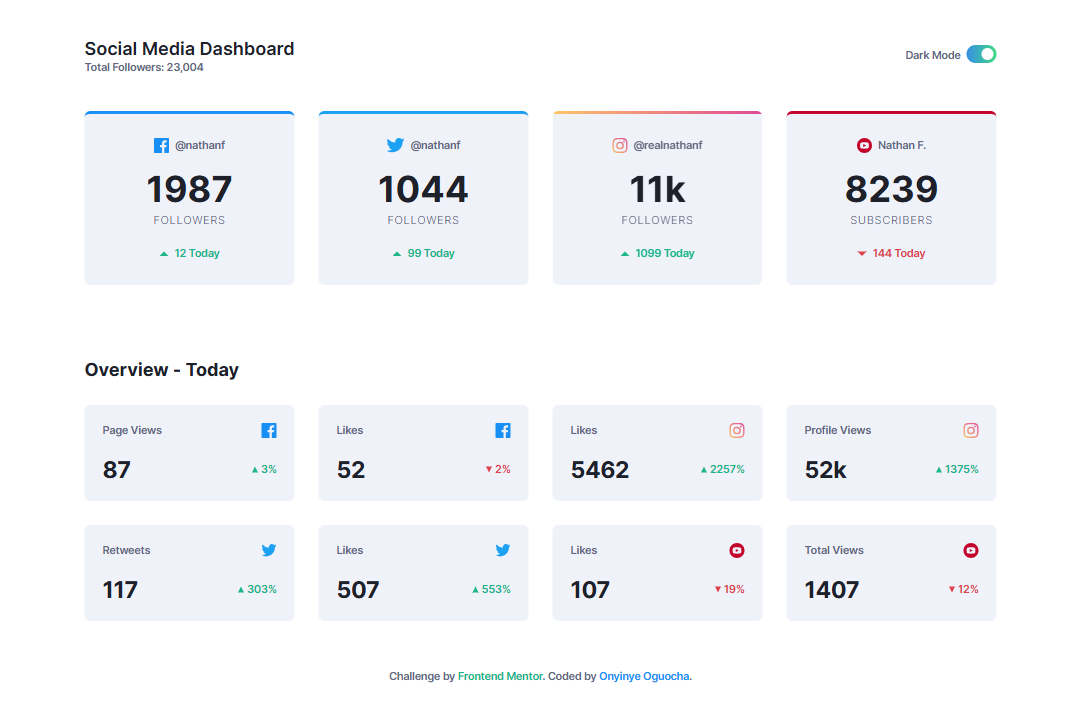 Social Media Dashboard
Total Followers: 23,004
Dark Mode
@nathanf
1987
FOLLOWERS
12 Today
@nathanf
1044
FOLLOWERS
99 Today
@realnathanf
11k
FOLLOWERS
1099 Today
Nathan F.
8239
SUBSCRIBERS
144 Today
Overview - Today
Page Views
87
3%
Likes
52
2%
Likes
5462
2257%
Profile Views
52k
1375%
Retweets
117
303%
Likes
507
553%
Likes
107
19%
Total Views
1407
12%
Challenge by Frontend Mentor. Coded by Onyinye Oguocha.